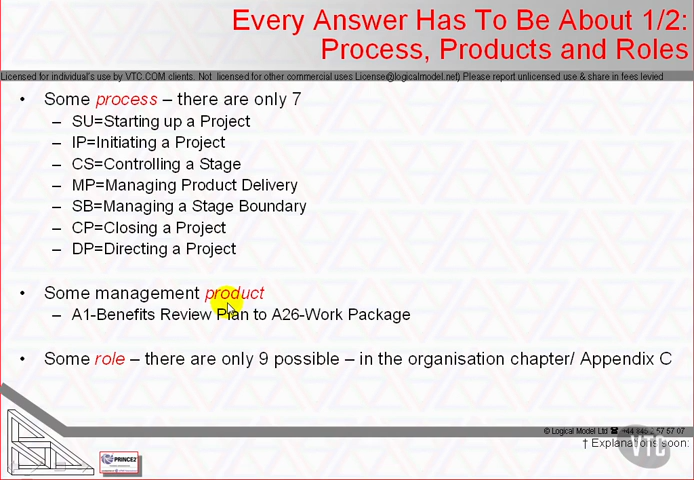 Every Answer Has To Be About 1/2:
Process, Products and Roles
Licensed for individual's use by VTC.COM clients. Not licensed for other commercial uses License@logicalmodel.net) Please report unlicensed use & share in fees levied
• Some process – there are only 7
– SU=Starting up a Project
– IP=Initiating a Project
– CS=Controlling a Stage
– MP=Managing Product Delivery
– SB=Managing a Stage Boundary
– CP=Closing a Project
– DP=Directing a Project
• Some management product
– A1-Benefits Review Plan to A26-Work Package
• Some role – there are only 9 possible – in the organisation chapter/ Appendix C
© Logical Model Ltd ☎ +44 57 57 07
† Explanations soon:
VTC
PRINCE2